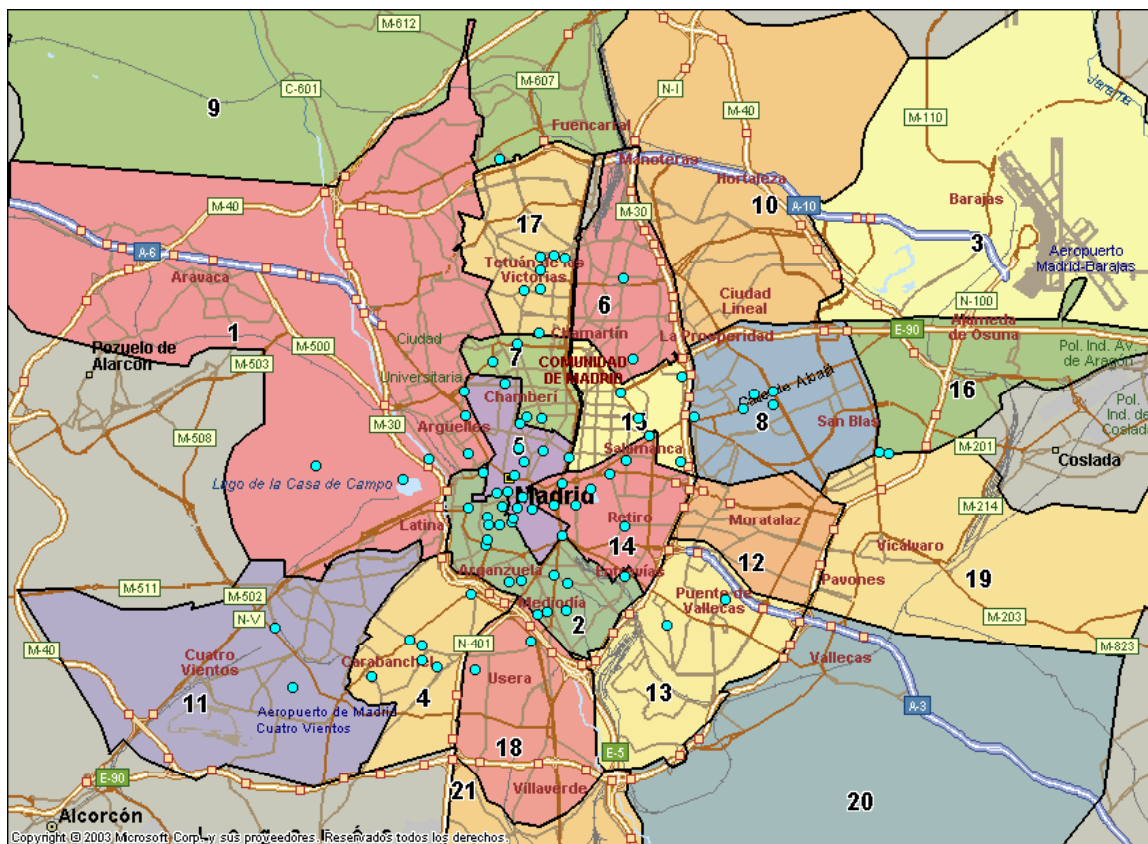 M-612
M-607
C-601
N-I
M-40
9
Fuencarral
M-110
Jarama
Manoteras
Hortaleza
10
A-10
Barajas
3
M-40
M-30
A-6
Aravaca
17
Tetuán de las
Victorias
Aeropuerto
Madrid-Barajas
6
Ciudad
Lineal
N-100
1
M-500
Ciudad
Universitaria
Chamartín
La Prosperidad
E-90
Alameda
de Osuna
Pozuelo de
Alarcón
M-503
7
COMUNIDAD
DE MADRID
Pol. Ind. Av.
de Aragón
Chamberí
16
M-30
Argüelles
15
8
San Blas
Pol.
Ind. de
Coslada
M-508
5
Salamanca
M-201
Coslada
Lago de la Casa de Campo
Madrid
M-214
Latina
Retiro
Moratalaz
14
Vicálvaro
12
19
Arganzuela
Entrevías
Pavones
M-511
M-502
Mediodía
2
Puente de
Vallecas
M-203
N-V
N-401
M-823
M-40
Cuatro
Vientos
Carabanchel
Usera
Vallecas
11
4
13
A-3
Aeropuerto de Madrid
Cuatro Vientos
18
E-5
E-90
21
Villaverde
20
Alcorcón
Copyright © 2003 Microsoft Corp. y sus proveedores. Reservados todos los derechos.